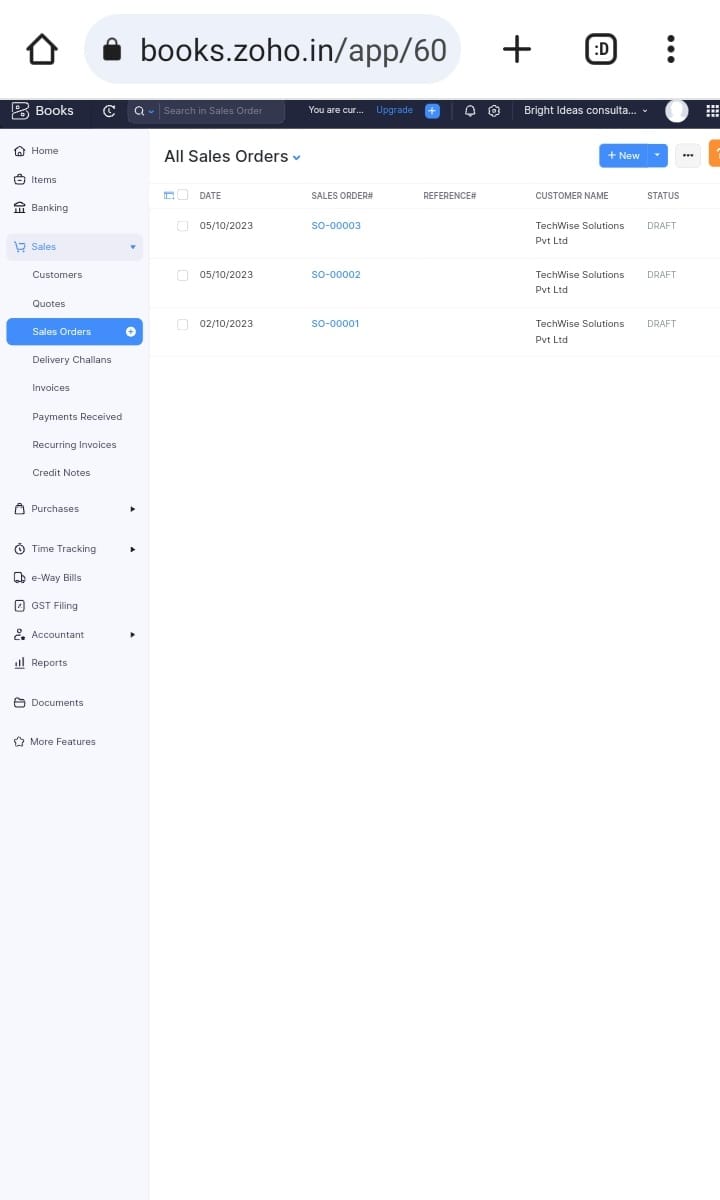 books.zoho.in/app/60
:D
Books
Search in Sales Order
You are cur...
Upgrade
Bright Ideas consulta...
Home
Items
Banking
Sales
Customers
Quotes
Sales Orders
Delivery Challans
Invoices
Payments Received
Recurring Invoices
Credit Notes
Purchases
Time Tracking
e-Way Bills
GST Filing
Accountant
Reports
Documents
More Features
All Sales Orders
+ New
DATE SALES ORDER# REFERENCE# CUSTOMER NAME STATUS
05/10/2023 SO-00003 TechWise Solutions DRAFT
Pvt Ltd
05/10/2023 SO-00002 TechWise Solutions DRAFT
Pvt Ltd
02/10/2023 SO-00001 TechWise Solutions DRAFT
Pvt Ltd